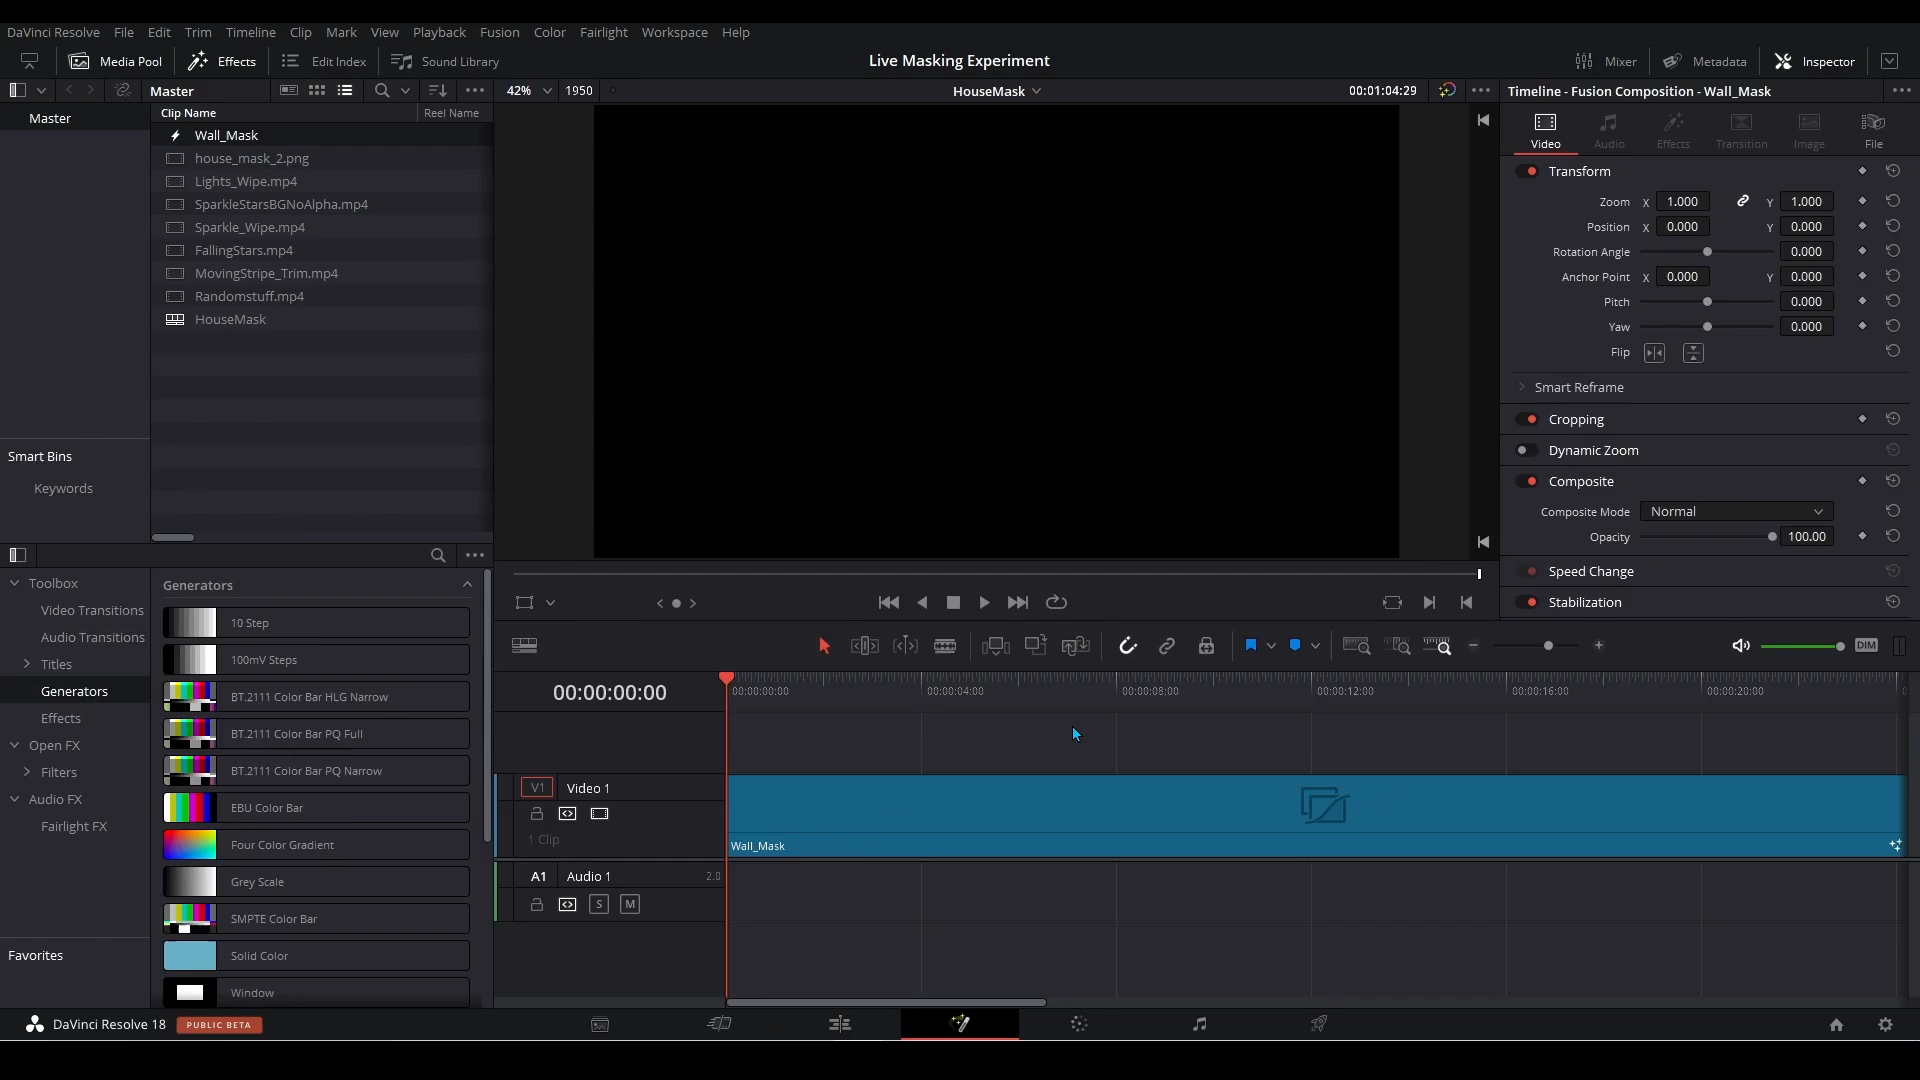 DaVinci Resolve File Edit Trim Timeline Clip Mark View Playback Fusion Color Fairlight Workspace Help
Media Pool Effects Edit Index Sound Library Live Masking Experiment Mixer Metadata Inspector
Master 42% 1950 HouseMask 00:01:04:29 Timeline - Fusion Composition - Wall_Mask
Master
Smart Bins
Keywords
Clip Name Reel Name
Wall_Mask
house_mask_2.png
Lights_Wipe.mp4
SparkleStarsBGNoAlpha.mp4
Sparkle_Wipe.mp4
FallingStars.mp4
MovingStripe_Trim.mp4
Randomstuff.mp4
HouseMask
Video Audio Effects Transition Image File
Transform
Zoom X 1.000 Y 1.000
Position X 0.000 Y 0.000
Rotation Angle 0.000
Anchor Point X 0.000 Y 0.000
Pitch 0.000
Yaw 0.000
Flip
Smart Reframe
Cropping
Dynamic Zoom
Composite
Composite Mode Normal
Opacity 100.00
Speed Change
Stabilization
Toolbox
Video Transitions
Audio Transitions
Titles
Generators
Effects
Open FX
Filters
Audio FX
Fairlight FX
Favorites
Generators
10 Step
100mV Steps
BT.2111 Color Bar HLG Narrow
BT.2111 Color Bar PQ Full
BT.2111 Color Bar PQ Narrow
EBU Color Bar
Four Color Gradient
Grey Scale
SMPTE Color Bar
Solid Color
Window
DIM
00:00:00:00 00:00:00:00 00:00:04:00 00:00:08:00 00:00:12:00 00:00:16:00 00:00:20:00
V1 Video 1
1 Clip
Wall_Mask
A1 Audio 1 2.0
S M
DaVinci Resolve 18 PUBLIC BETA